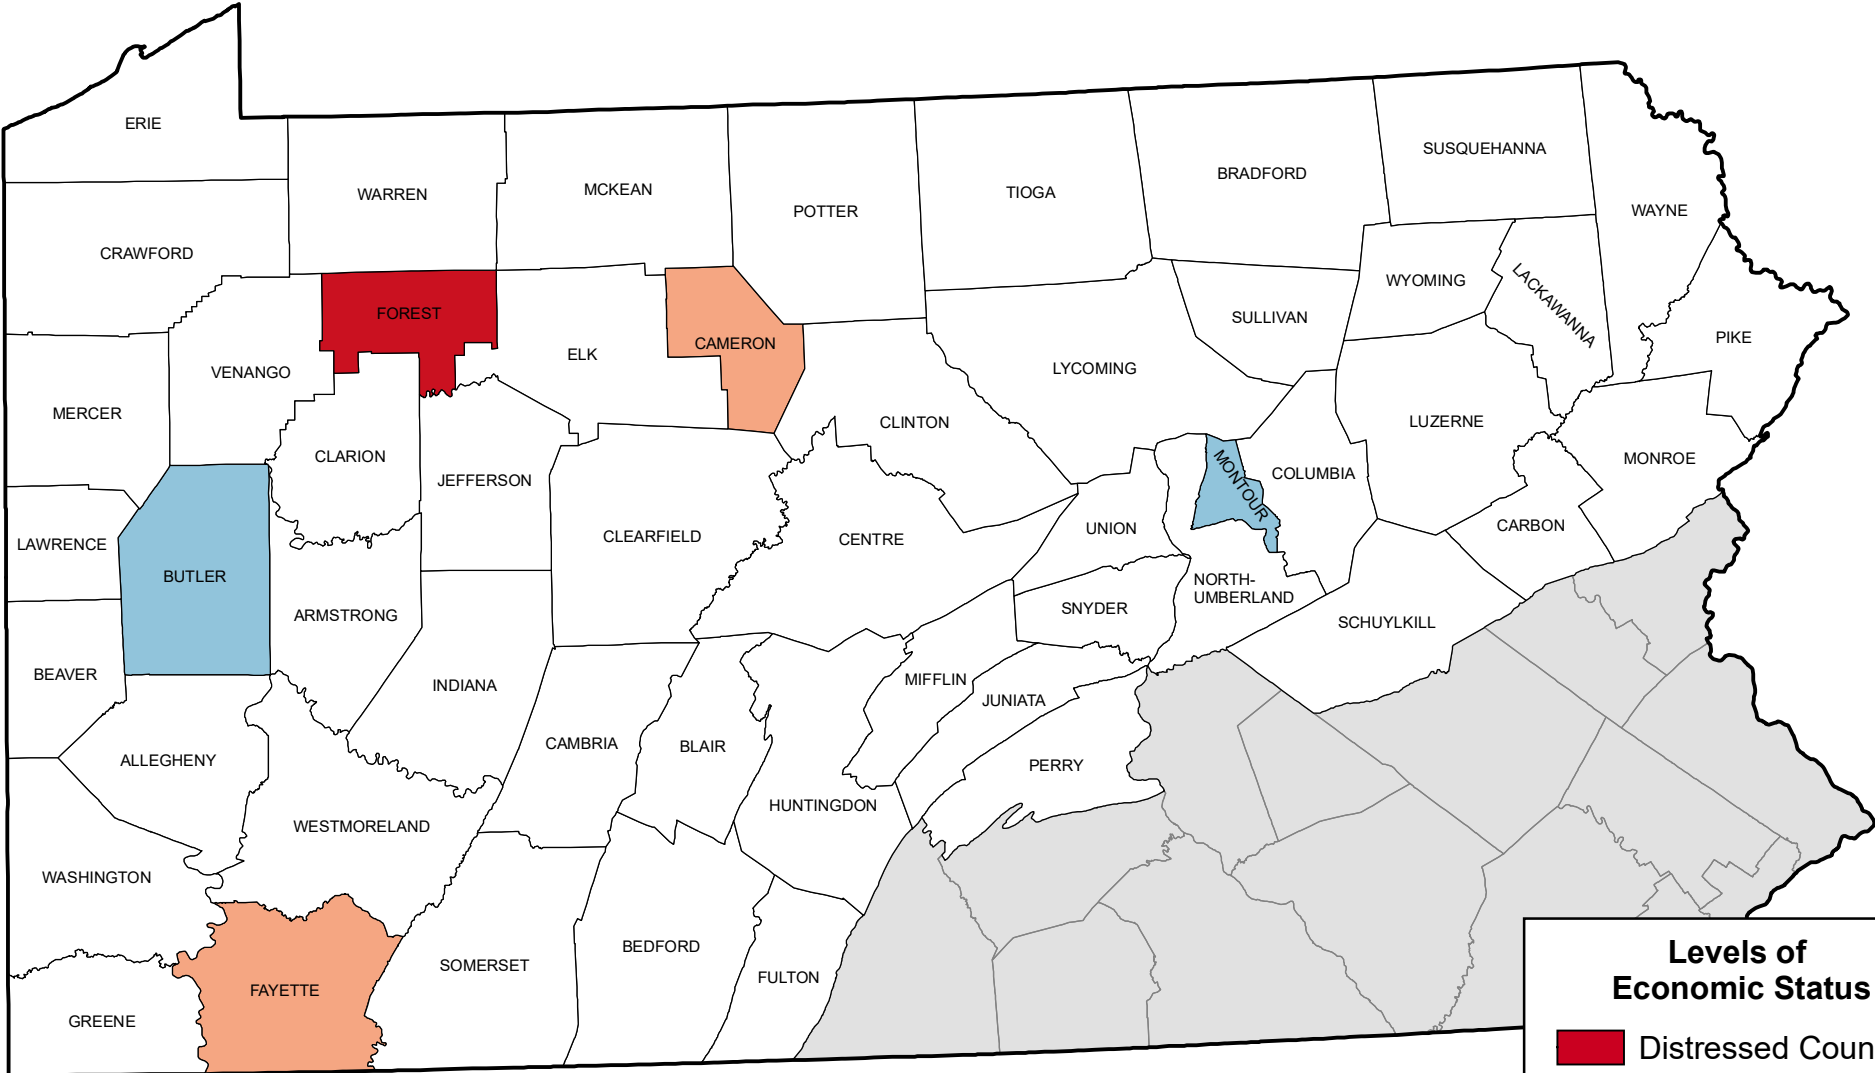 ERIE
WARREN
MCKEAN
POTTER
TIOGA
BRADFORD
SUSQUEHANNA
WAYNE
CRAWFORD
FOREST
ELK
CAMERON
SULLIVAN
WYOMING
LACKAWANNA
PIKE
VENANGO
LYCOMING
MERCER
CLINTON
LUZERNE
CLARION
JEFFERSON
MONTOUR
COLUMBIA
MONROE
LAWRENCE
CLEARFIELD
CENTRE
UNION
CARBON
BUTLER
ARMSTRONG
SNYDER
NORTH-
UMBERLAND
SCHUYLKILL
BEAVER
INDIANA
MIFFLIN
JUNIATA
ALLEGHENY
CAMBRIA
BLAIR
PERRY
HUNTINGDON
WESTMORELAND
WASHINGTON
SOMERSET
BEDFORD
FULTON
FAYETTE
GREENE
Levels of
Economic Status
Distressed Coun